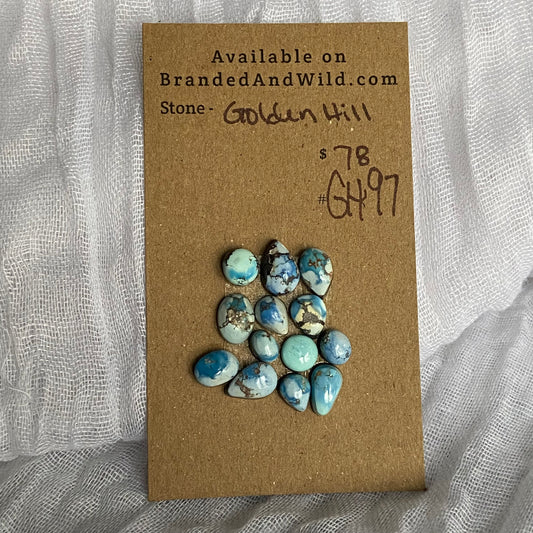 Available on
BrandedAndWild.com
Stone - Golden Hill
$ 78
#GH97